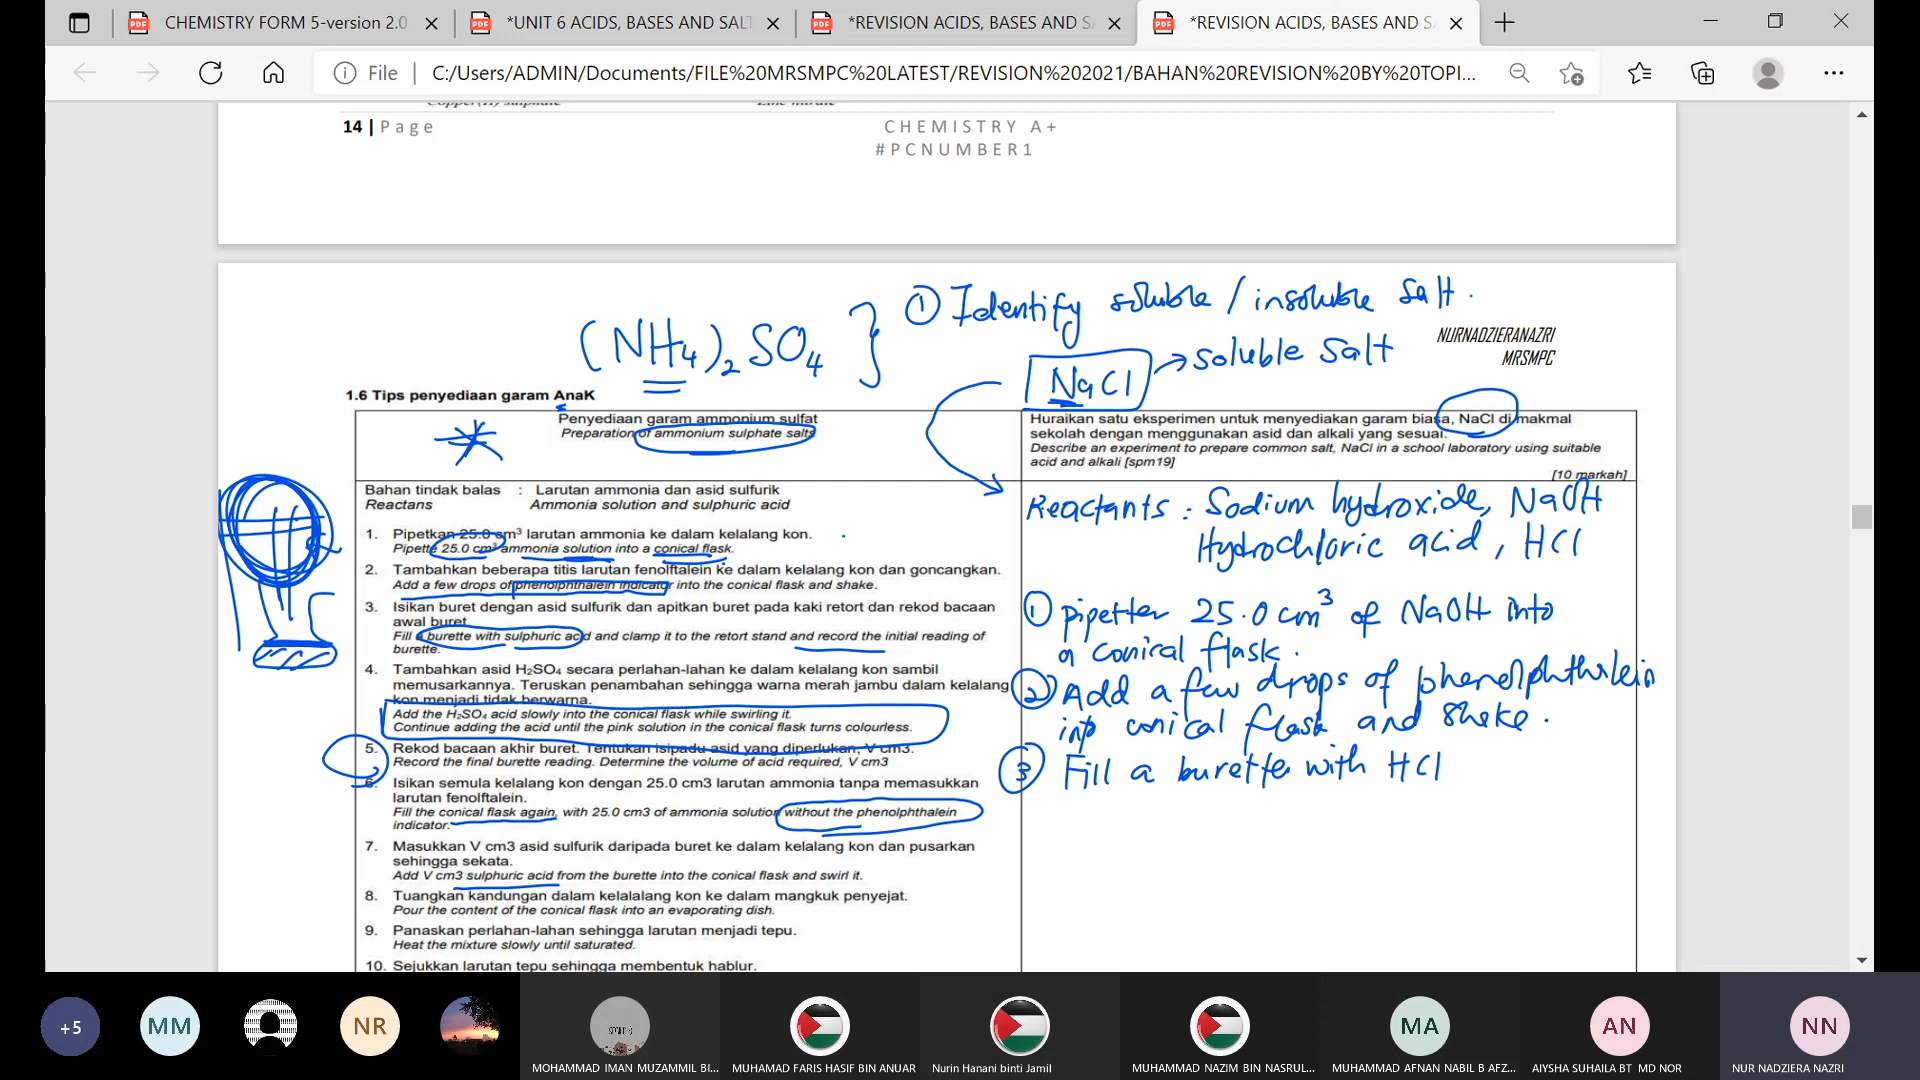 CHEMISTRY FORM 5-version 2.0
*UNIT 6 ACIDS, BASES AND SAL
*REVISION ACIDS, BASES AND S
*REVISION ACIDS, BASES AND S
File
C:/Users/ADMIN/Documents/FILE%20MRSMPC%20LATEST/REVISION%202021/BAHAN%20REVISION%20BY%20TOPI...
Copper(II) sulphate
Zinc nitrate
14 | Page
CHEMISTRY A+
#PCNUMBER1
① Identify soluble / insoluble salt.
(NH₄)₂SO₄
NURNADZIERANAZRI
MRSMPC
NaCl → soluble salt
1.6 Tips penyediaan garam AnaK
Penyediaan garam ammonium sulfat
Preparation of ammonium sulphate salts
Huraikan satu eksperimen untuk menyediakan garam biasa, NaCl di makmal
sekolah dengan menggunakan asid dan alkali yang sesuai.
Describe an experiment to prepare common salt, NaCl in a school laboratory using suitable
acid and alkali [spm19]
[10 markah]
Bahan tindak balas : Larutan ammonia dan asid sulfurik
Reactans Ammonia solution and sulphuric acid
1. Pipetkan 25.0 cm³ larutan ammonia ke dalam kelalang kon.
Pipette 25.0 cm³ ammonia solution into a conical flask.
2. Tambahkan beberapa titis larutan fenolftalein ke dalam kelalang kon dan goncangkan.
Add a few drops of phenolphthalein indicator into the conical flask and shake.
3. Isikan buret dengan asid sulfurik dan apitkan buret pada kaki retort dan rekod bacaan
awal buret
Fill a burette with sulphuric acid and clamp it to the retort stand and record the initial reading of
burette.
4. Tambahkan asid H₂SO₄ secara perlahan-lahan ke dalam kelalang kon sambil
memusarkannya. Teruskan penambahan sehingga warna merah jambu dalam kelalang
kon menjadi tidak berwarna.
Add the H₂SO₄ acid slowly into the conical flask while swirling it.
Continue adding the acid until the pink solution in the conical flask turns colourless.
5. Rekod bacaan akhir buret. Tentukan isipadu asid yang diperlukan, V cm3.
Record the final burette reading. Determine the volume of acid required, V cm3
6. Isikan semula kelalang kon dengan 25.0 cm3 larutan ammonia tanpa memasukkan
larutan fenolftalein.
Fill the conical flask again, with 25.0 cm3 of ammonia solution without the phenolphthalein
indicator.
7. Masukkan V cm3 asid sulfurik daripada buret ke dalam kelalang kon dan pusarkan
sehingga sekata.
Add V cm3 sulphuric acid from the burette into the conical flask and swirl it.
8. Tuangkan kandungan dalam kelalalang kon ke dalam mangkuk penyejat.
Pour the content of the conical flask into an evaporating dish.
9. Panaskan perlahan-lahan sehingga larutan menjadi tepu.
Heat the mixture slowly until saturated.
10. Sejukkan larutan tepu sehingga membentuk hablur.
Reactants : Sodium hydroxide, NaOH
Hydrochloric acid, HCl
① pipetter 25.0 cm³ of NaOH into
a conical flask.
② Add a few drops of phenolphthalein
into conical flask and shake.
③ Fill a burette with HCl
+5
MM
NR
MA
AN
NN
MOHAMMAD IMAN MUZAMMIL BI...
MUHAMAD FARIS HASIF BIN ANUAR
Nurin Hanani binti Jamil
MUHAMMAD NAZIM BIN NASRUL...
MUHAMMAD AFNAN NABIL B AFZ...
AIYSHA SUHAILA BT MD NOR
NUR NADZIERA NAZRI